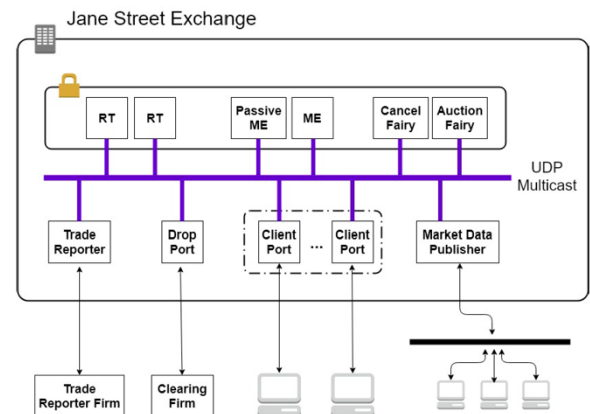 Jane Street Exchange
RT
RT
Passive
ME
ME
Cancel
Fairy
Auction
Fairy
UDP
Multicast
Trade
Reporter
Drop
Port
Client
Port
...
Client
Port
Market Data
Publisher
Trade
Reporter Firm
Clearing
Firm